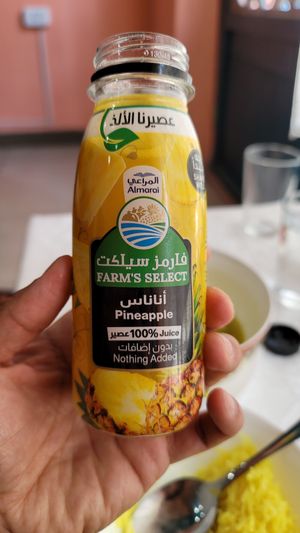 عصيرنا الألذ
المراعي
Almarai
فارمز سيلكت
FARM'S SELECT
أناناس
Pineapple
عصير 100% Juice
بدون إضافات
Nothing Added